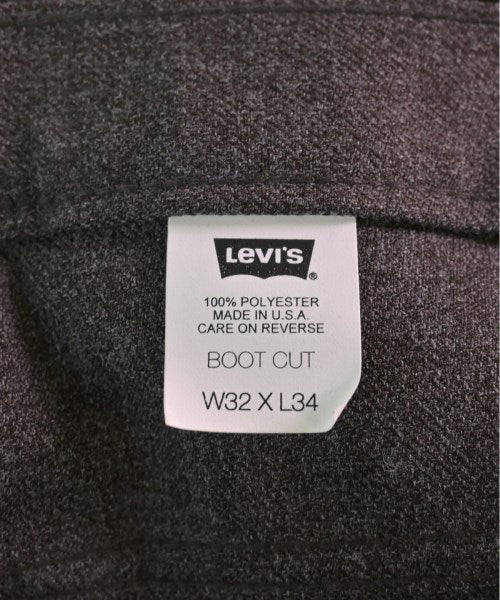 LEVI'S ®
100% POLYESTER
MADE IN U.S.A.
CARE ON REVERSE
BOOT CUT
W32 X L34